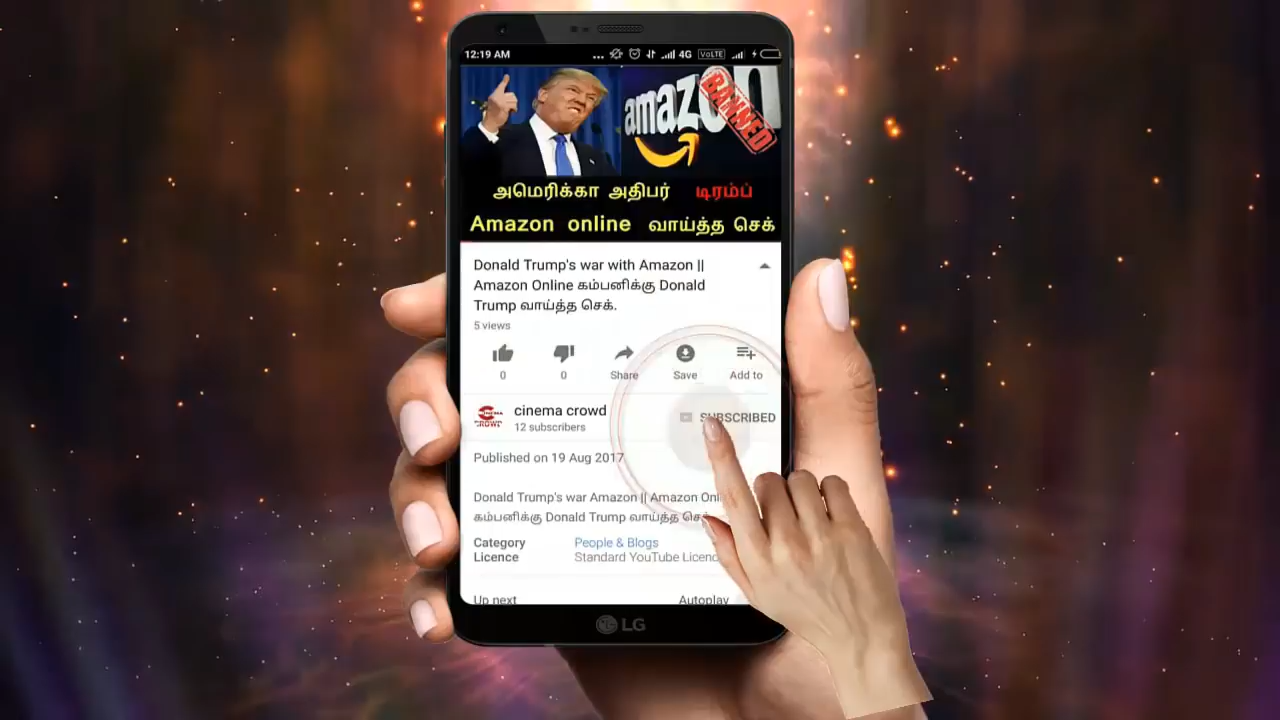 12:19 AM
4G VoLTE
amazon
BANNED
அமெரிக்கா அதிபர் டிரம்ப்
Amazon online வாய்த்த செக்
Donald Trump's war with Amazon ||
Amazon Online கம்பனிக்கு Donald
Trump வாய்த்த செக்.
5 views
0 0 Share Save Add to
CINEMA
CROWD
cinema crowd
SUBSCRIBED
12 subscribers
Published on 19 Aug 2017
Donald Trump's war Amazon || Amazon Onl
கம்பனிக்கு Donald Trump வாய்த்த செக்
Category People & Blogs
Licence Standard YouTube Licenc
Up next Autoplay
LG